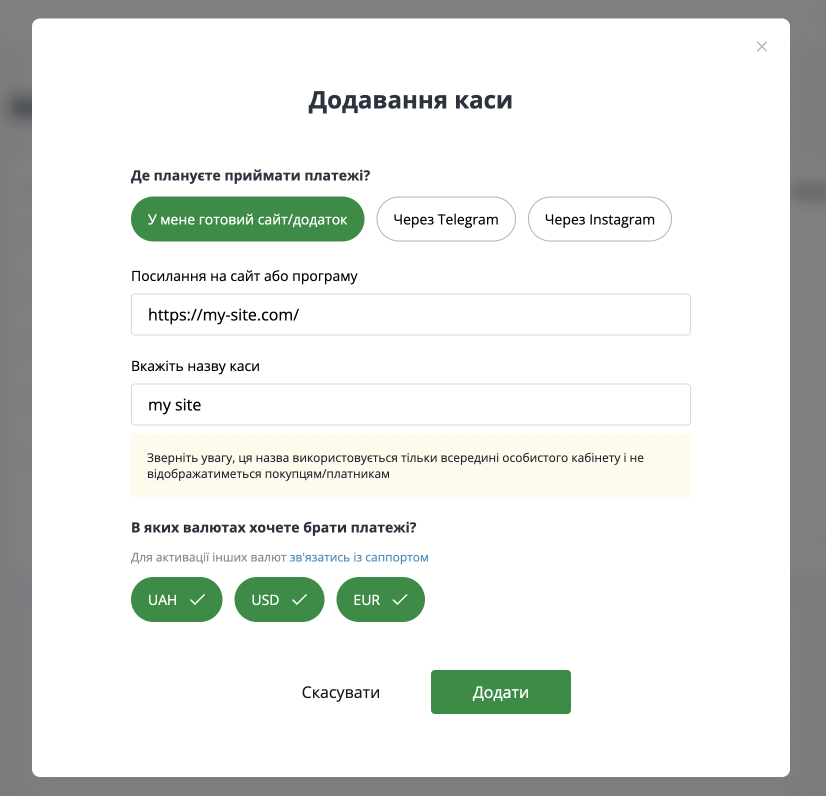 Додавання каси
Де плануєте приймати платежі?
У мене готовий сайт/додаток
Через Telegram
Через Instagram
Посилання на сайт або програму
https://my-site.com/
Вкажіть назву каси
my site
Зверніть увагу, ця назва використовується тільки всередині особистого кабінету і не
відображатиметься покупцям/платникам
В яких валютах хочете брати платежі?
Для активації інших валют зв'язатись із саппортом
UAH
USD
EUR
Скасувати
Додати